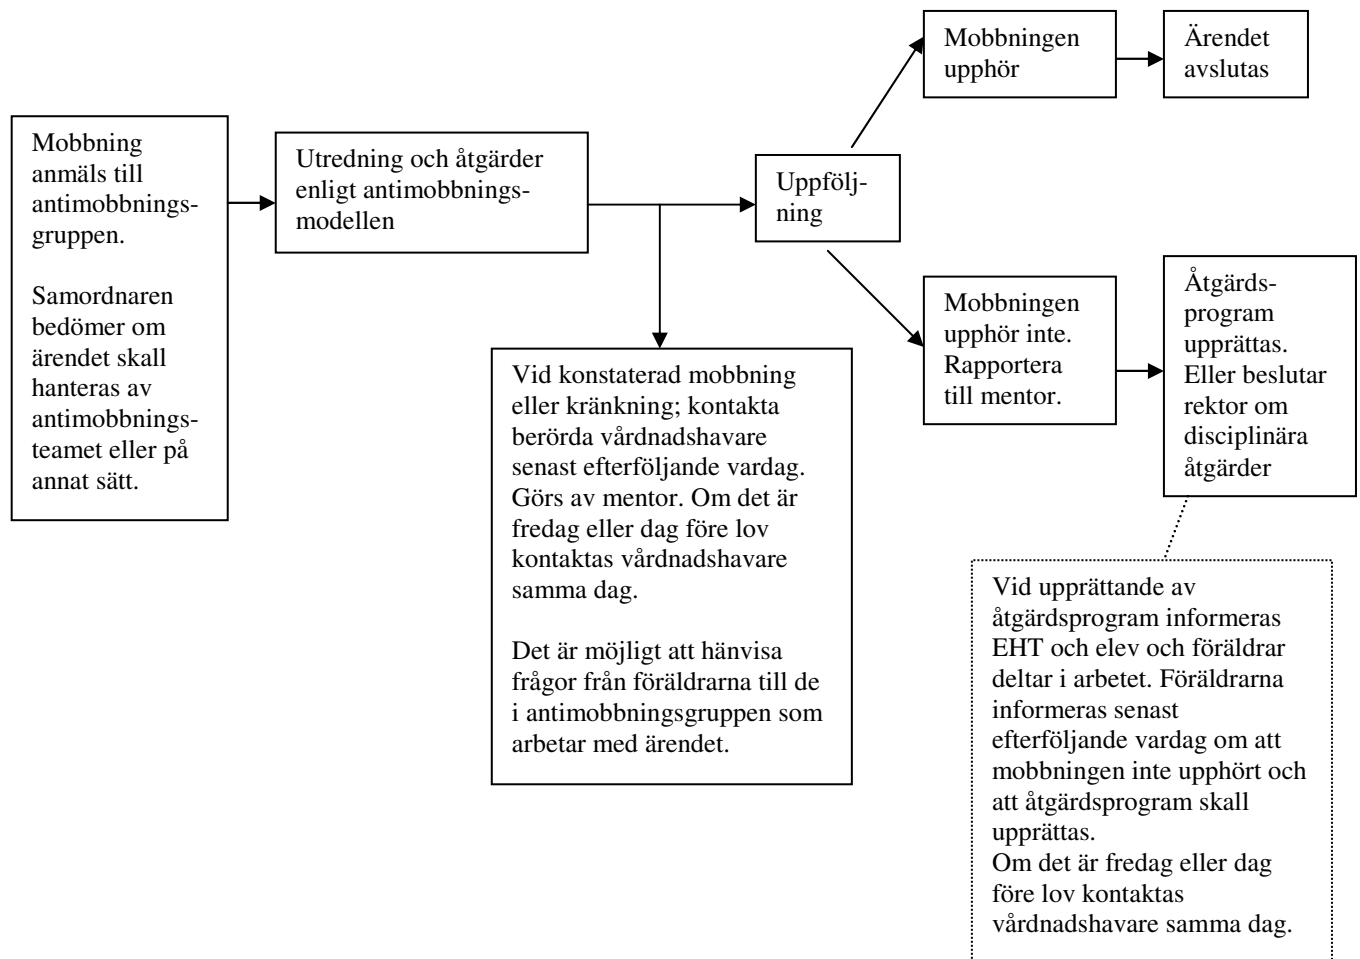 Mobbning
anmäls till
antimobbnings-
gruppen.
Samordnaren
bedömer om
ärendet skall
hanteras av
antimobbnings-
teamet eller på
annat sätt.
Utredning och åtgärder
enligt antimobbnings-
modellen
Vid konstaterad mobbning
eller kränkning; kontakta
berörda vårdnadshavare
senast efterföljande vardag.
Görs av mentor. Om det är
fredag eller dag före lov
kontaktas vårdnadshavare
samma dag.
Det är möjligt att hänvisa
frågor från föräldrarna till de
i antimobbningsgruppen som
arbetar med ärendet.
Uppfölj-
ning
Mobbningen
upphör
Ärendet
avslutas
Mobbningen
upphör inte.
Rapportera
till mentor.
Åtgärds-
program
upprättas.
Eller beslutar
rektor om
disciplinära
åtgärder
Vid upprättande av
åtgärdsprogram informeras
EHT och elev och föräldrar
deltar i arbetet. Föräldrarna
informeras senast
efterföljande vardag om att
mobbningen inte upphört och
att åtgärdsprogram skall
upprättas.
Om det är fredag eller dag
före lov kontaktas
vårdnadshavare samma dag.